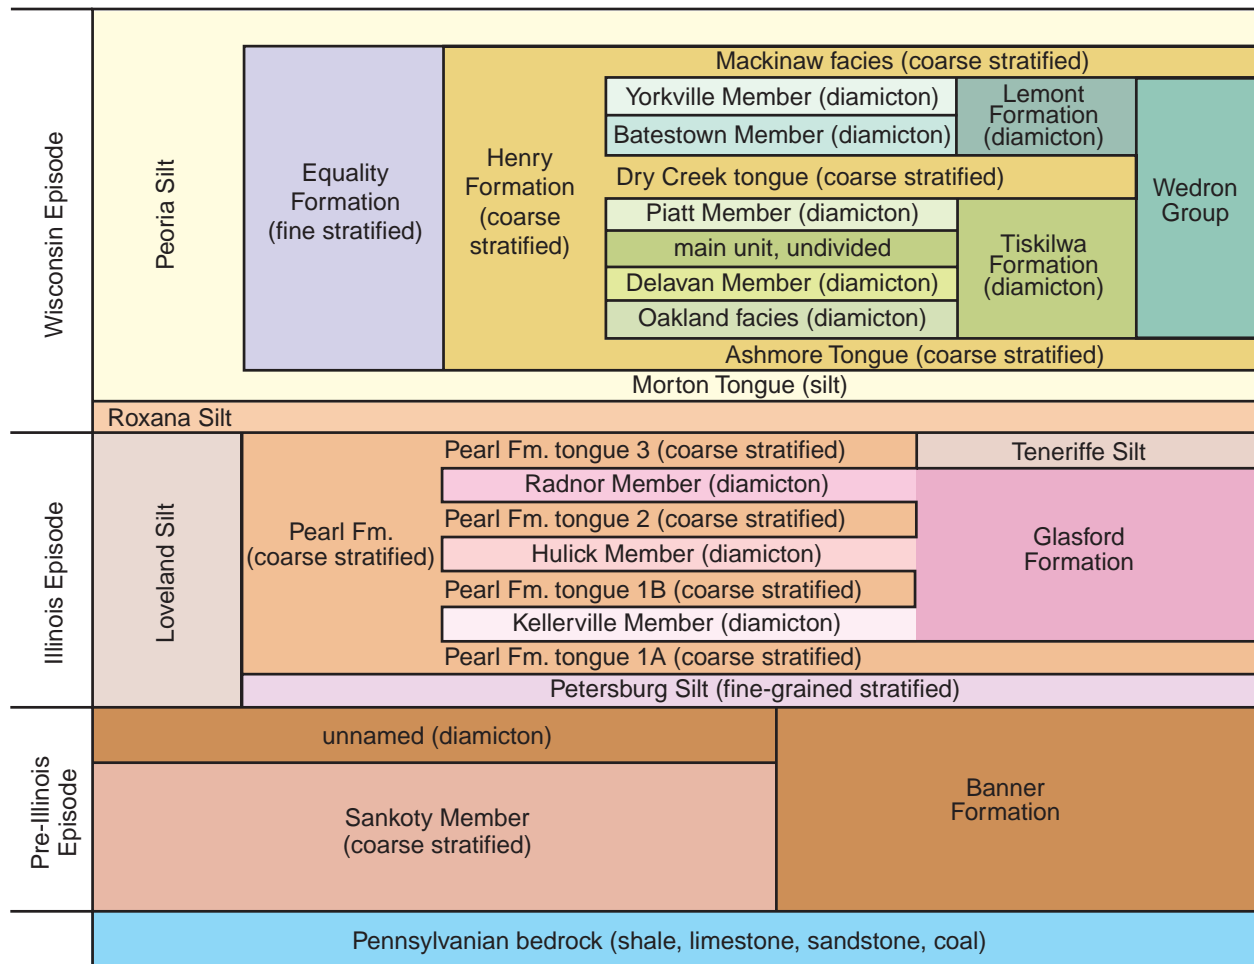 Wisconsin Episode
Peoria Silt
Equality
Formation
(fine stratified)
Henry
Formation
(coarse
stratified)
Mackinaw facies (coarse stratified)
Yorkville Member (diamicton)
Batestown Member (diamicton)
Lemont
Formation
(diamicton)
Dry Creek tongue (coarse stratified)
Piatt Member (diamicton)
main unit, undivided
Delavan Member (diamicton)
Oakland facies (diamicton)
Tiskilwa
Formation
(diamicton)
Wedron
Group
Ashmore Tongue (coarse stratified)
Morton Tongue (silt)
Roxana Silt
Illinois Episode
Loveland Silt
Pearl Fm.
(coarse stratified)
Pearl Fm. tongue 3 (coarse stratified)
Teneriffe Silt
Radnor Member (diamicton)
Pearl Fm. tongue 2 (coarse stratified)
Hulick Member (diamicton)
Pearl Fm. tongue 1B (coarse stratified)
Kellerville Member (diamicton)
Glasford
Formation
Pearl Fm. tongue 1A (coarse stratified)
Petersburg Silt (fine-grained stratified)
Pre-Illinois
Episode
unnamed (diamicton)
Sankoty Member
(coarse stratified)
Banner
Formation
Pennsylvanian bedrock (shale, limestone, sandstone, coal)